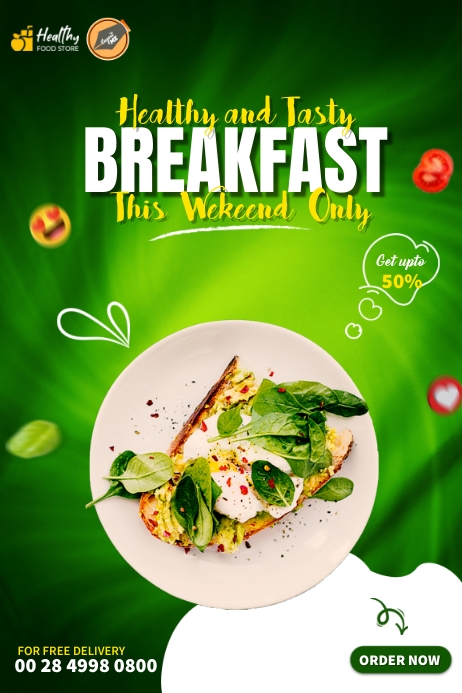 Healthy
FOOD STORE
Healthy and Tasty
BREAKFAST
This Wekeend Only
Get upto
50%
FOR FREE DELIVERY
00 28 4998 0800
ORDER NOW